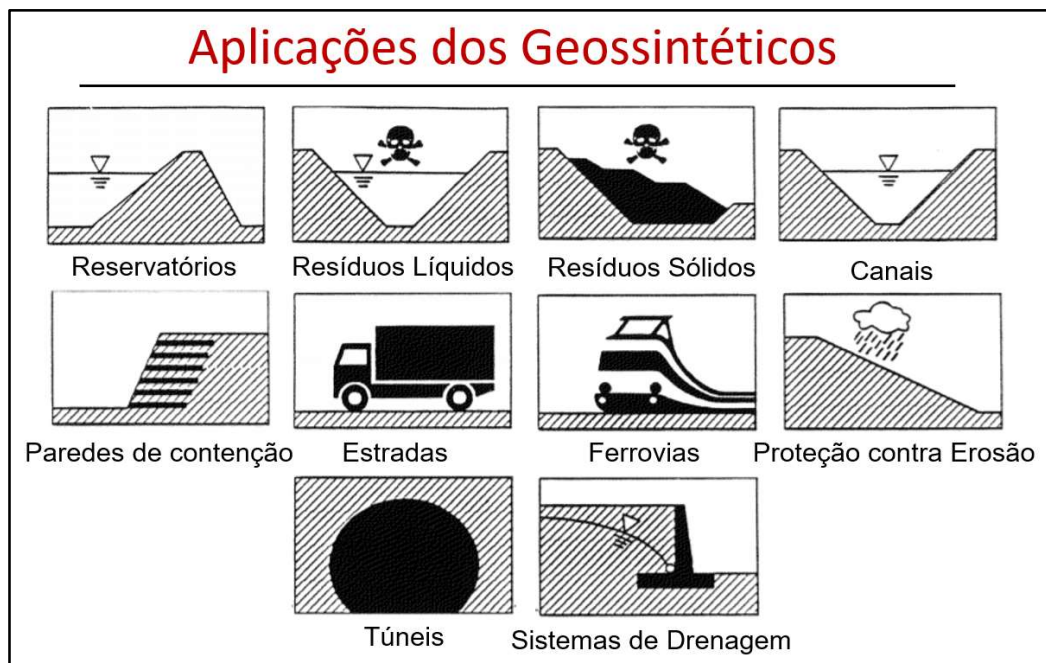 Aplicações dos Geossintéticos
Reservatórios
Resíduos Líquidos
Resíduos Sólidos
Canais
Paredes de contenção
Estradas
Ferrovias
Proteção contra Erosão
Túneis
Sistemas de Drenagem